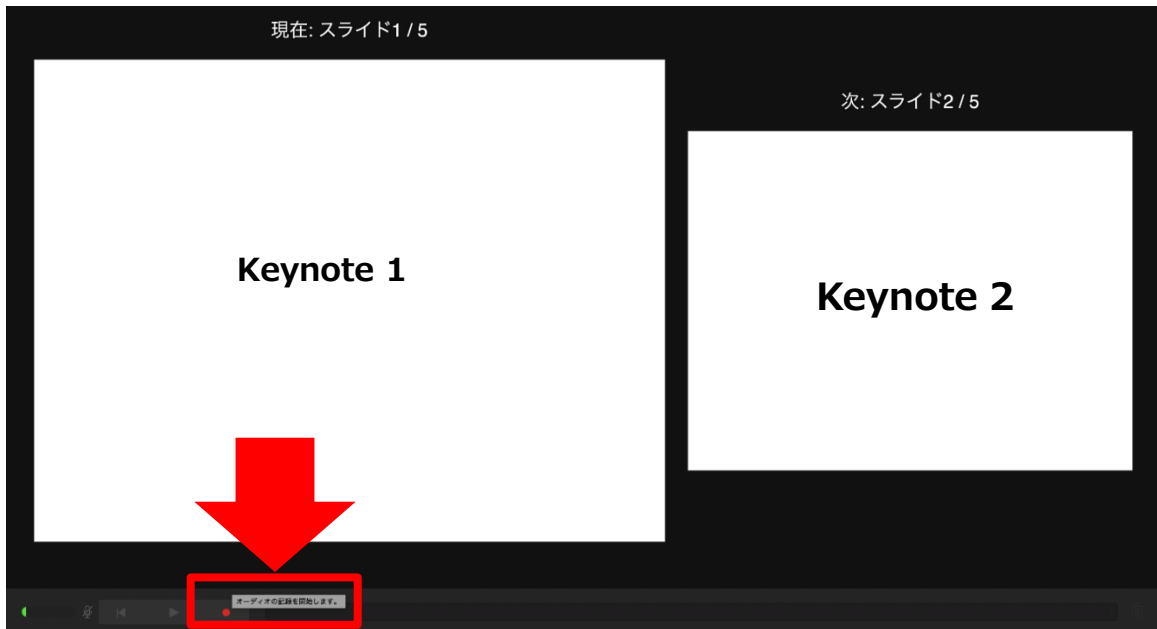 現在: スライド1 / 5
次: スライド2 / 5
Keynote 1
Keynote 2
オーディオの記録を開始します。